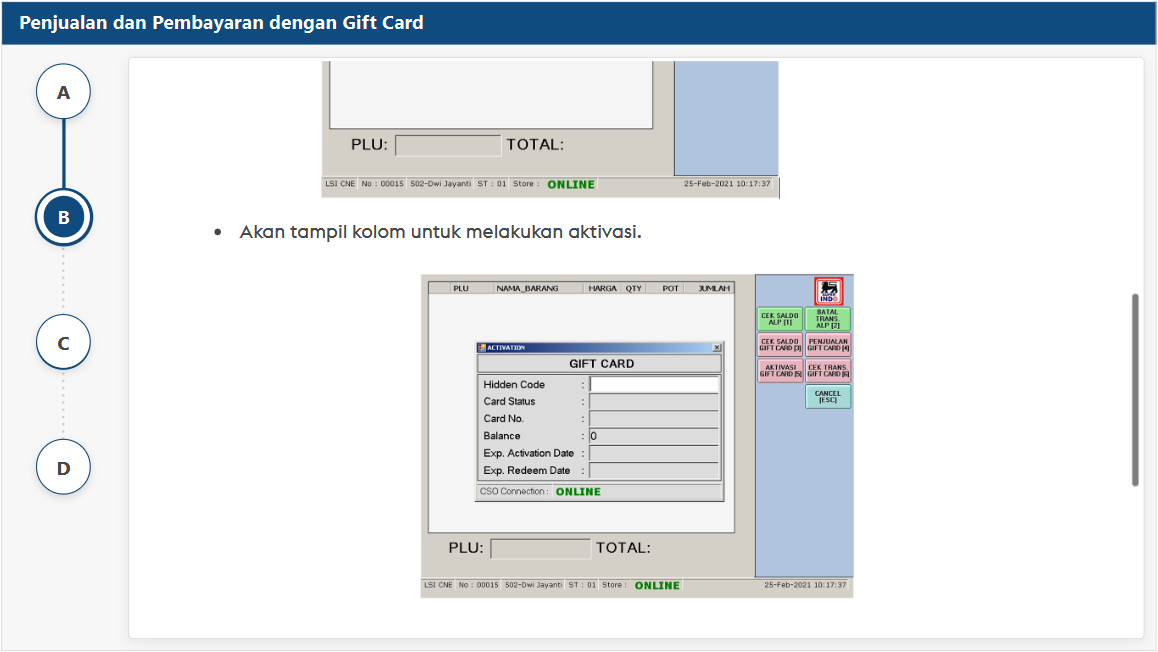 Penjualan dan Pembayaran dengan Gift Card
A
B
C
D
PLU: TOTAL:
LSI CNE No : 00015 S02-Dwi Jayanti ST : 01 Store : ONLINE 25-Feb-2021 10:17:37
• Akan tampil kolom untuk melakukan aktivasi.
PLU NAMA_BARANG HARGA QTY POT JUMLAH
SUPER INDO
CEK SALDO ALP [1]
BATAL TRANS. ALP [2]
CEK SALDO GIFT CARD [3]
PENJUALAN GIFT CARD [4]
AKTIVASI GIFT CARD [5]
CEK TRANS. GIFT CARD [6]
CANCEL [ESC]
ACTIVATION
GIFT CARD
Hidden Code :
Card Status :
Card No. :
Balance : 0
Exp. Activation Date :
Exp. Redeem Date :
CSO Connection : ONLINE
PLU: TOTAL:
LSI CNE No : 00015 S02-Dwi Jayanti ST : 01 Store : ONLINE 25-Feb-2021 10:17:37